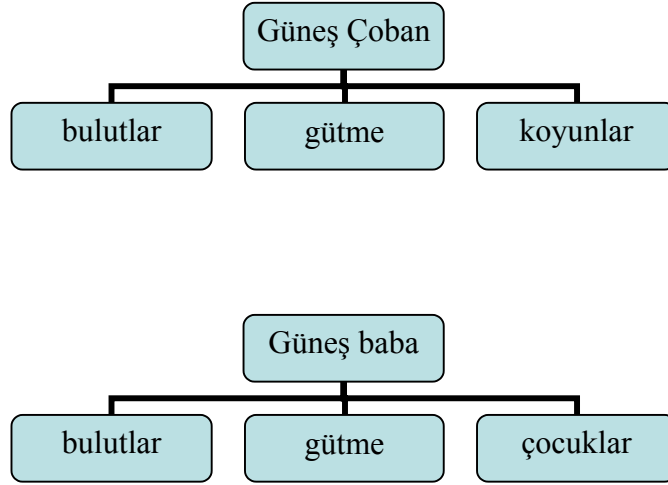 Güneş Çoban
bulutlar gütme koyunlar
Güneş baba
bulutlar gütme çocuklar